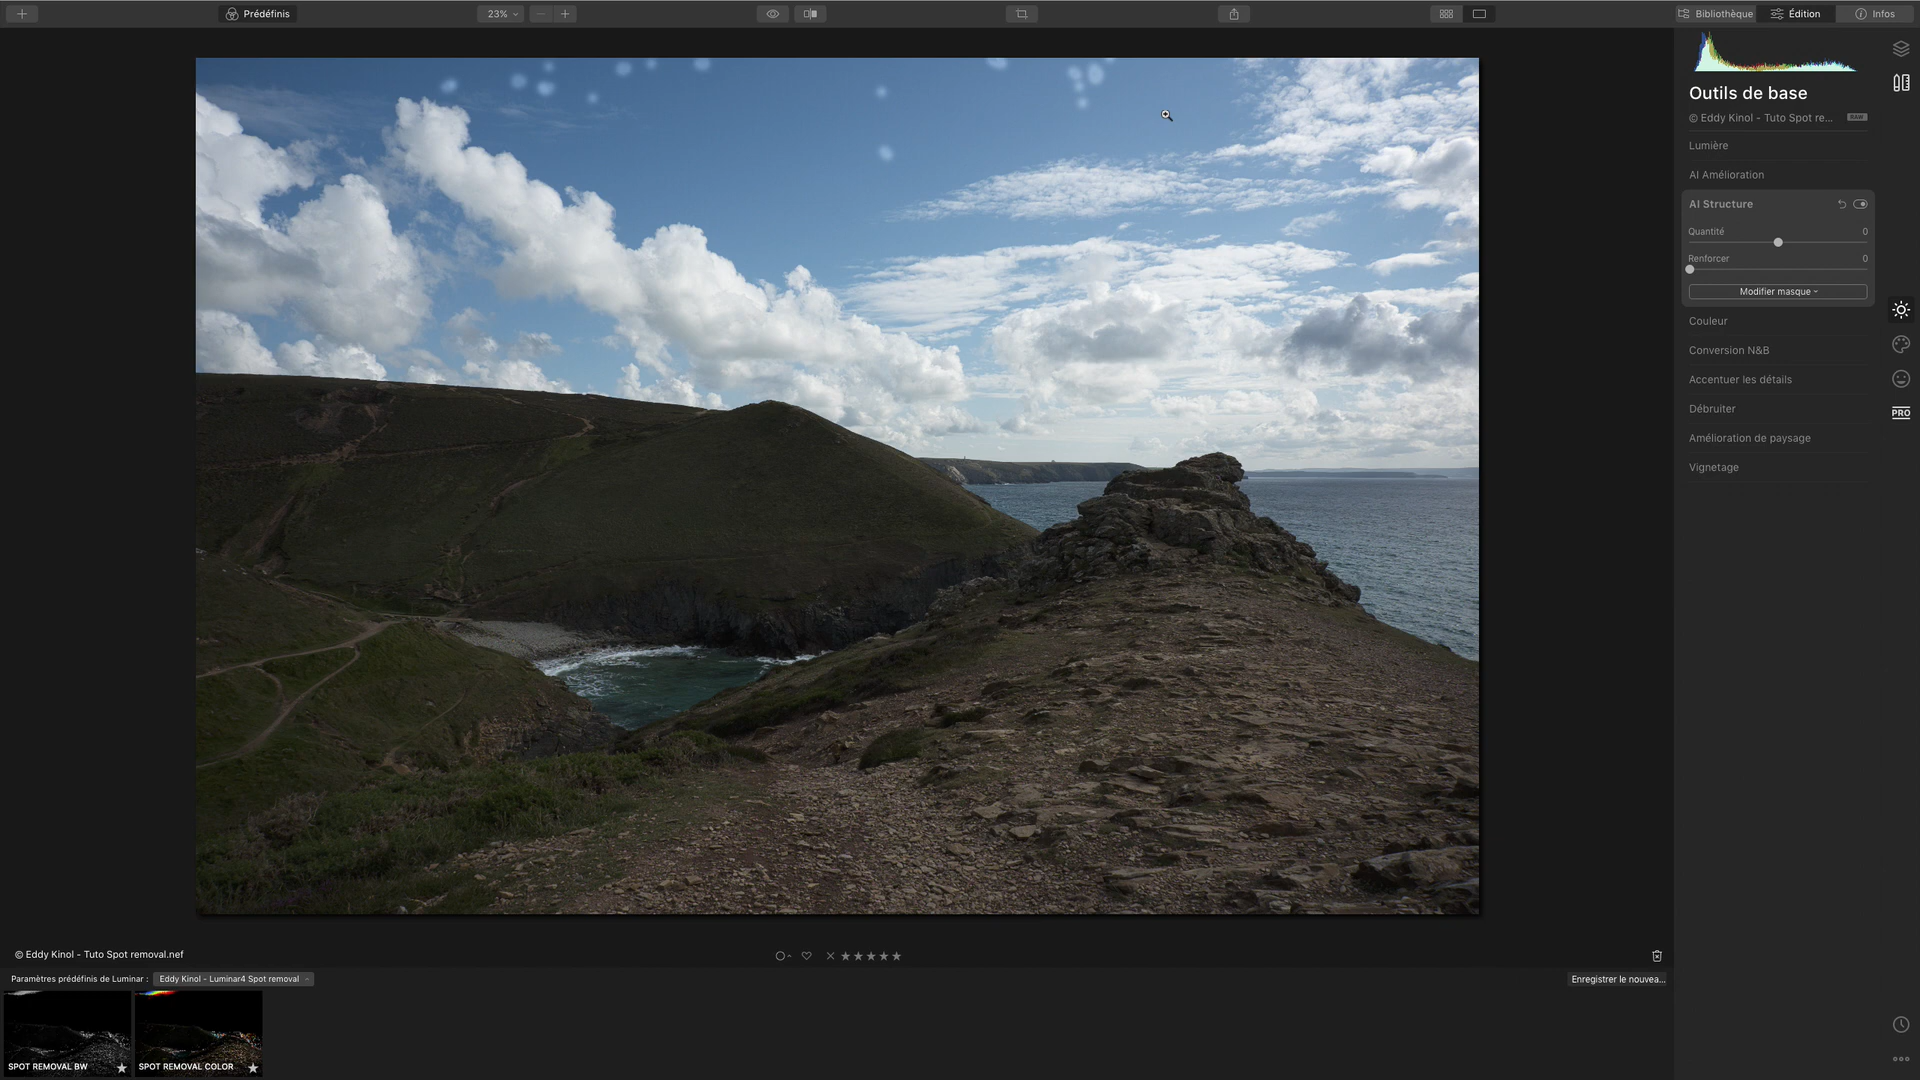 Prédéfinis
23%
Bibliothèque
Édition
Infos
Outils de base
© Eddy Kinol - Tuto Spot re...
RAW
Lumière
AI Amélioration
AI Structure
Quantité 0
Renforcer 0
Modifier masque
Couleur
Conversion N&B
Accentuer les détails
Débruiter
Amélioration de paysage
Vignetage
PRO
© Eddy Kinol - Tuto Spot removal.nef
Paramètres prédéfinis de Luminar : Eddy Kinol - Luminar4 Spot removal
Enregistrer le nouvea...
SPOT REMOVAL BW
SPOT REMOVAL COLOR